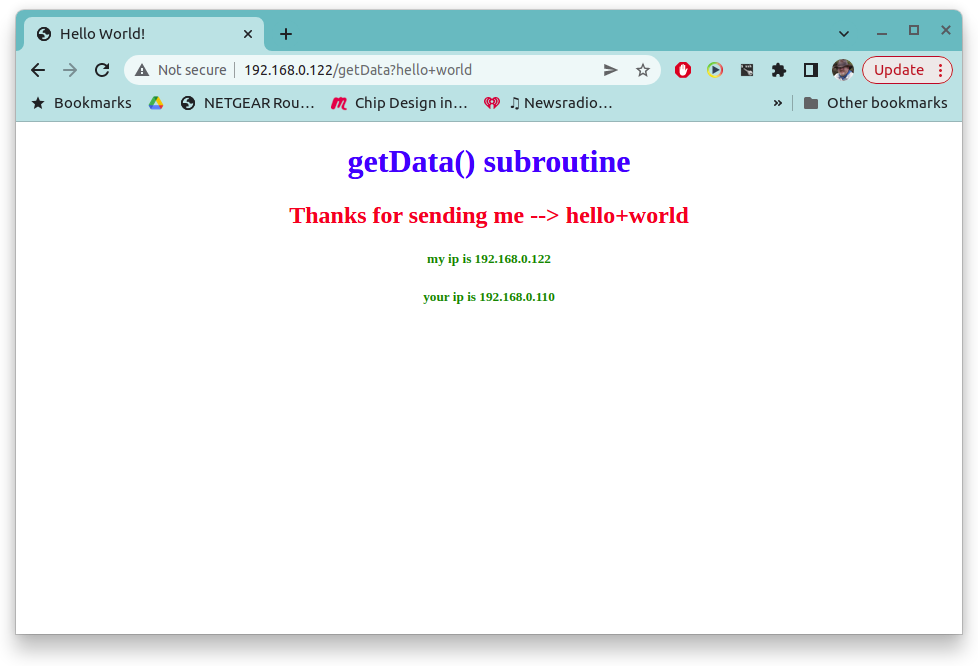 Hello World!
Not secure 192.168.0.122/getData?hello+world Update
Bookmarks NETGEAR Rou... Chip Design in... ♫ Newsradio... » Other bookmarks
getData() subroutine
Thanks for sending me --> hello+world
my ip is 192.168.0.122
your ip is 192.168.0.110